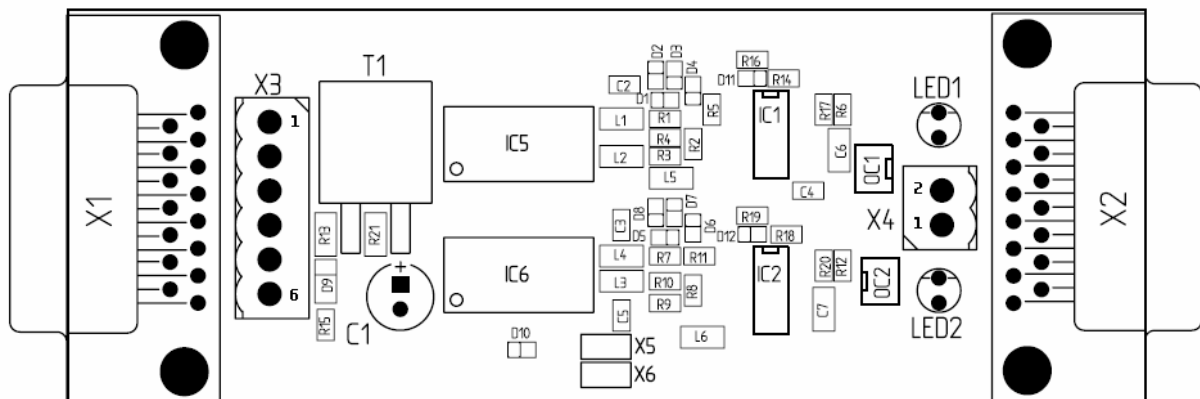 X1
X3
1
6
T1
R13
R21
D9
R15
C1
+
IC5
IC6
D10
C2
D2
D3
D4
D1
R5
L1
R1
R4
R2
L2
R3
L5
C3
D8
D7
D6
D5
L4
R7
R11
L3
R10
R8
R9
C5
L6
X5
X6
R16
D11
R14
IC1
R17
R6
C6
C4
R19
D12
R18
IC2
R20
R12
C7
OC1
OC2
LED1
X4
2
1
LED2
X2